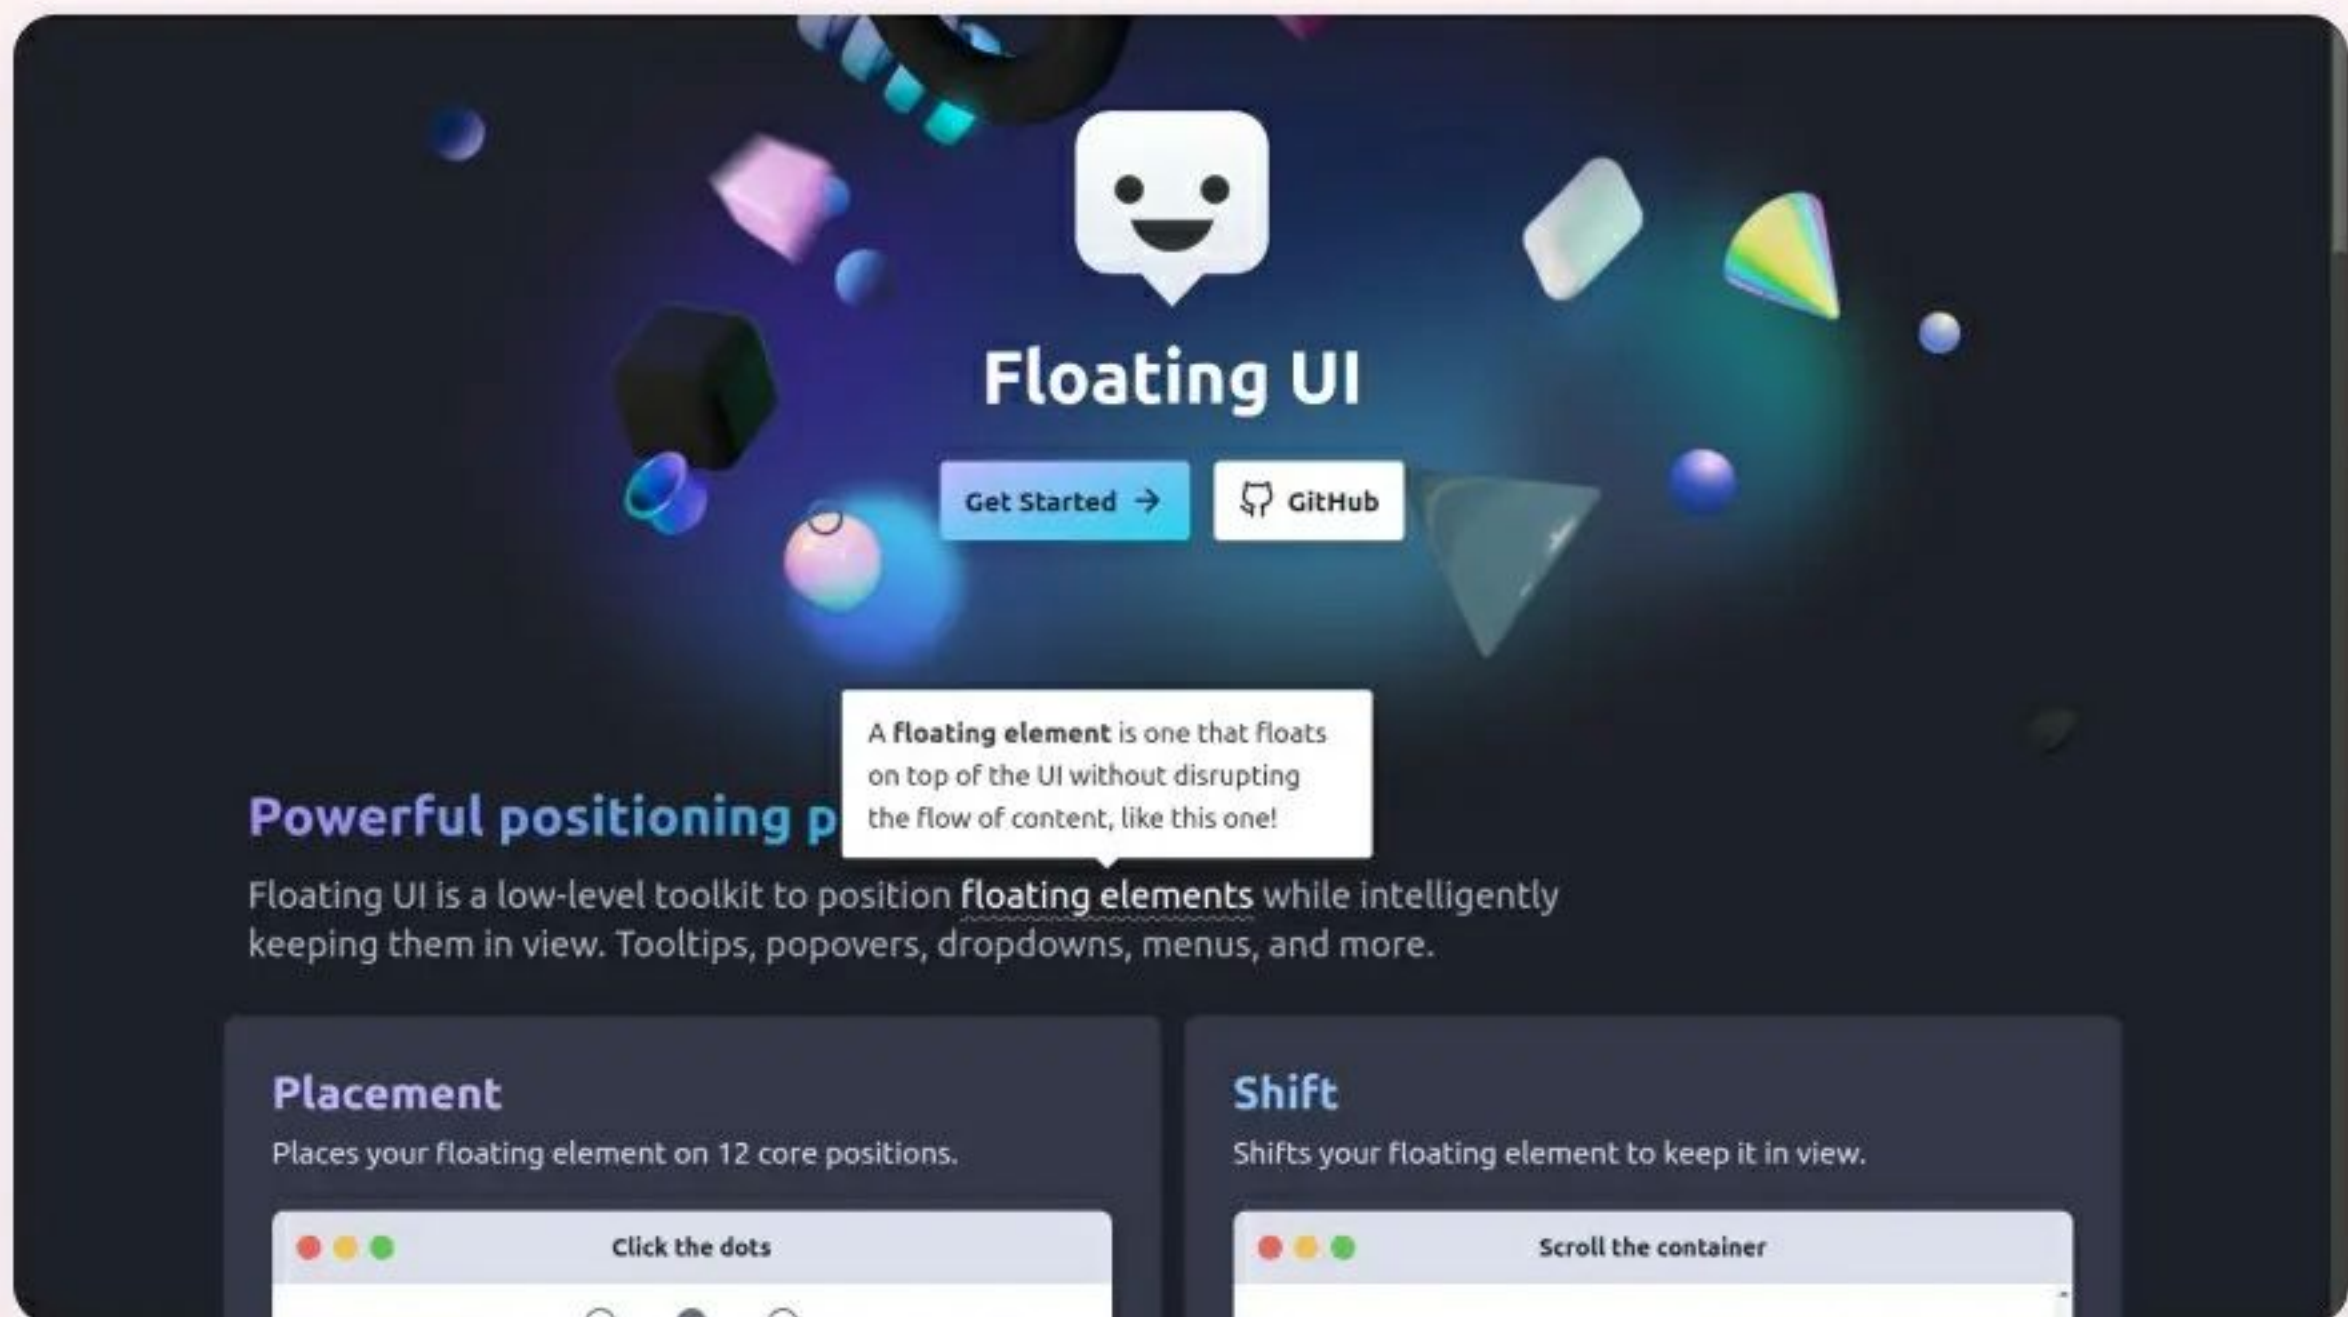 Floating UI
Get Started →
GitHub
A floating element is one that floats
on top of the UI without disrupting
the flow of content, like this one!
Powerful positioning p
Floating UI is a low-level toolkit to position floating elements while intelligently
keeping them in view. Tooltips, popovers, dropdowns, menus, and more.
Placement
Places your floating element on 12 core positions.
Click the dots
Shift
Shifts your floating element to keep it in view.
Scroll the container